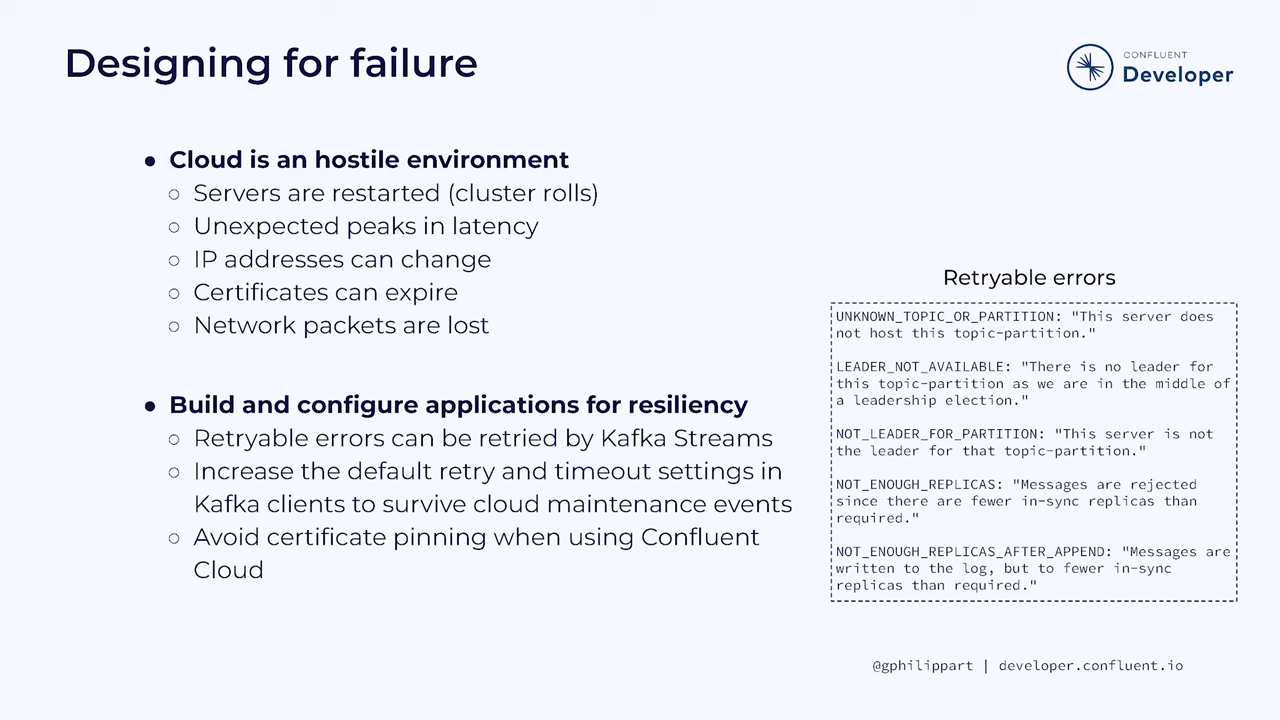 Designing for failure
CONFLUENT
Developer
● Cloud is an hostile environment
○ Servers are restarted (cluster rolls)
○ Unexpected peaks in latency
○ IP addresses can change
○ Certificates can expire
○ Network packets are lost
● Build and configure applications for resiliency
○ Retryable errors can be retried by Kafka Streams
○ Increase the default retry and timeout settings in
Kafka clients to survive cloud maintenance events
○ Avoid certificate pinning when using Confluent
Cloud
Retryable errors
UNKNOWN_TOPIC_OR_PARTITION: "This server does
not host this topic-partition."
LEADER_NOT_AVAILABLE: "There is no leader for
this topic-partition as we are in the middle of
a leadership election."
NOT_LEADER_FOR_PARTITION: "This server is not
the leader for that topic-partition."
NOT_ENOUGH_REPLICAS: "Messages are rejected
since there are fewer in-sync replicas than
required."
NOT_ENOUGH_REPLICAS_AFTER_APPEND: "Messages are
written to the log, but to fewer in-sync
replicas than required."
@gphilippart | developer.confluent.io